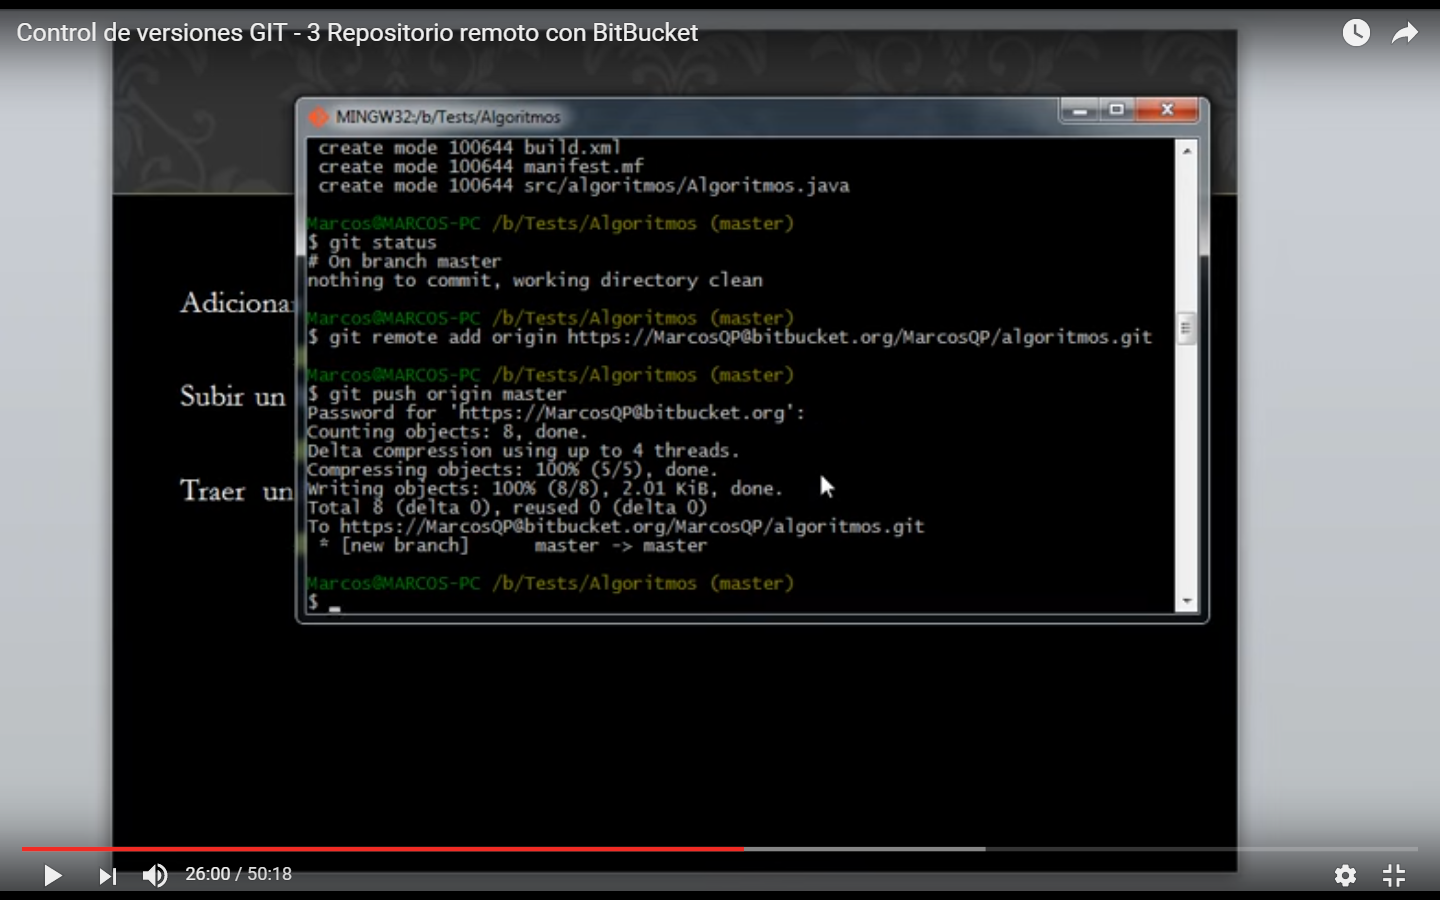 Control de versiones GIT - 3 Repositorio remoto con BitBucket
MINGW32:/b/Tests/Algoritmos
create mode 100644 build.xml
create mode 100644 manifest.mf
create mode 100644 src/algoritmos/Algoritmos.java
Marcos@MARCOS-PC /b/Tests/Algoritmos (master)
$ git status
# On branch master
nothing to commit, working directory clean
Marcos@MARCOS-PC /b/Tests/Algoritmos (master)
$ git remote add origin https://MarcosQP@bitbucket.org/MarcosQP/algoritmos.git
Marcos@MARCOS-PC /b/Tests/Algoritmos (master)
$ git push origin master
Password for 'https://MarcosQP@bitbucket.org':
Counting objects: 8, done.
Delta compression using up to 4 threads.
Compressing objects: 100% (5/5), done.
Writing objects: 100% (8/8), 2.01 KiB, done.
Total 8 (delta 0), reused 0 (delta 0)
To https://MarcosQP@bitbucket.org/MarcosQP/algoritmos.git
* [new branch]      master -> master
Marcos@MARCOS-PC /b/Tests/Algoritmos (master)
$ _
Adiciona
Subir un
Traer un
26:00 / 50:18